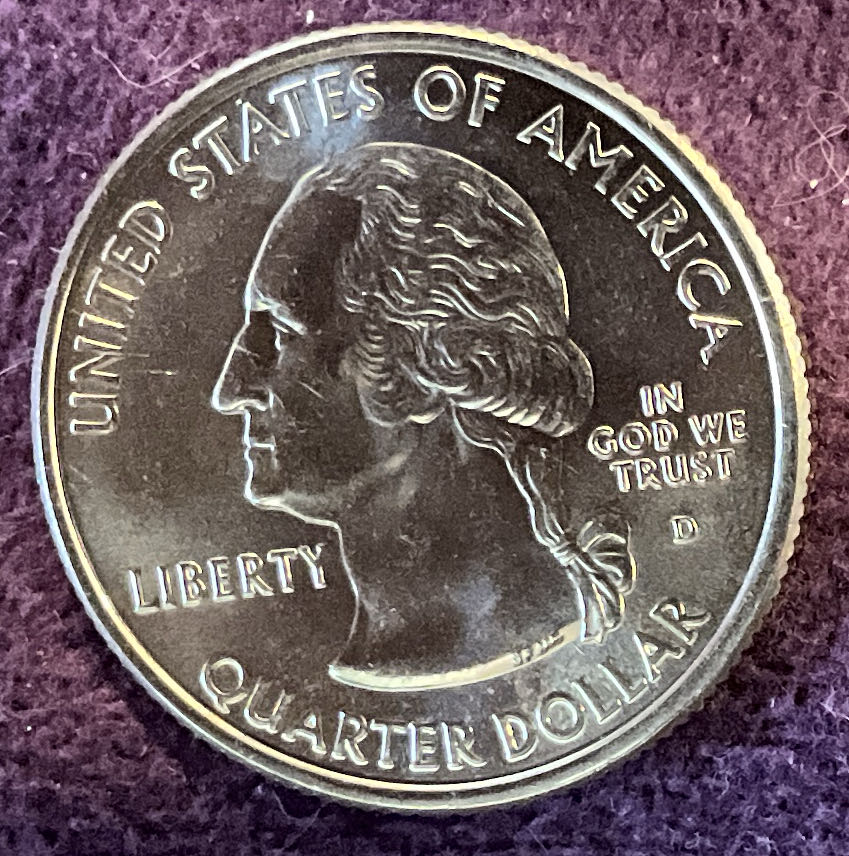 UNITED STATES OF AMERICA
IN
GOD WE
TRUST
D
LIBERTY
QUARTER DOLLAR